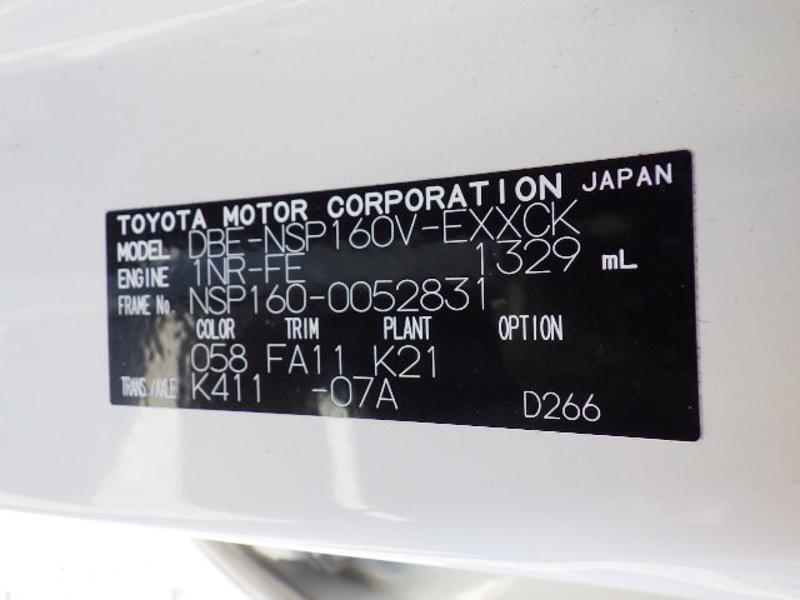 TOYOTA MOTOR CORPORATION JAPAN
MODEL DBE-NSP160V-EXXCK
ENGINE 1NR-FE 1329 mL
FRAME No. NSP160-0052831
COLOR TRIM PLANT OPTION
058 FA11 K21
TRANS./AXLE K411 -07A D266